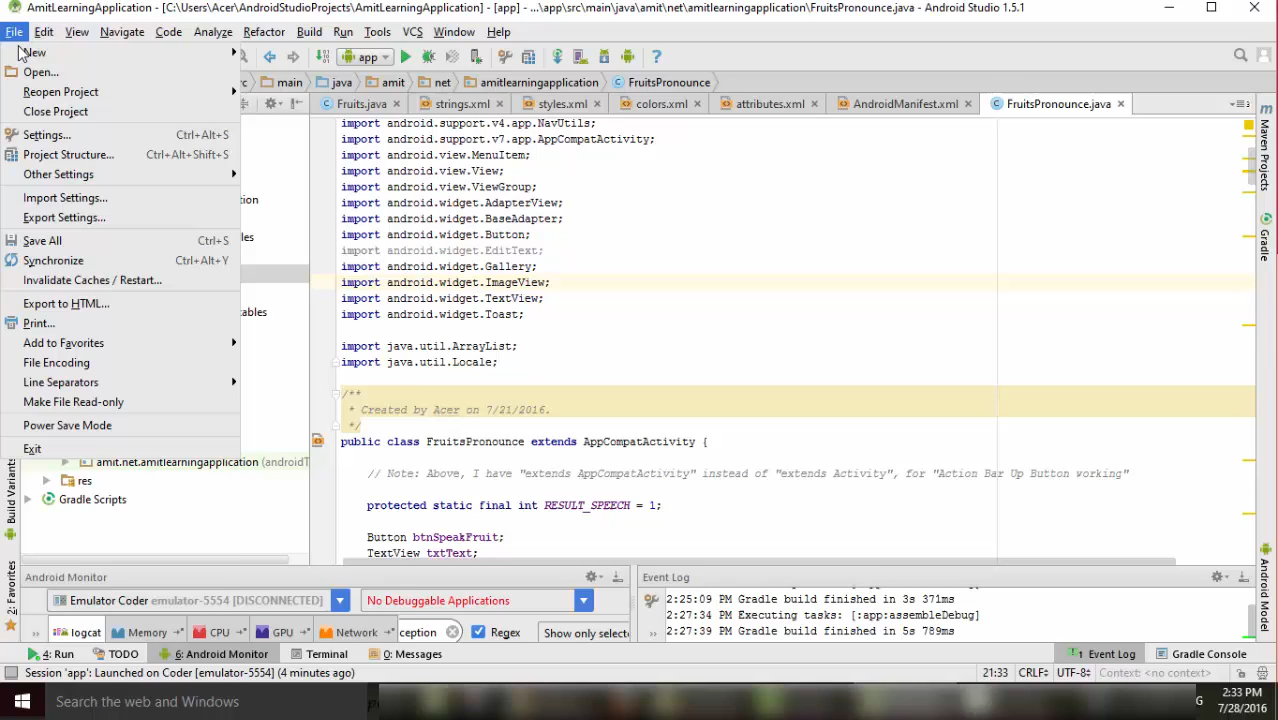 AmitLearningApplication - [C:\Users\Acer\AndroidStudioProjects\AmitLearningApplication] - [app] - ...\app\src\main\java\amit\net\amitlearningapplication\FruitsPronounce.java - Android Studio 1.5.1
File Edit View Navigate Code Analyze Refactor Build Run Tools VCS Window Help
New
Open...
Reopen Project
Close Project
Settings... Ctrl+Alt+S
Project Structure... Ctrl+Alt+Shift+S
Other Settings
Import Settings...
Export Settings...
Save All Ctrl+S
Synchronize Ctrl+Alt+Y
Invalidate Caches / Restart...
Export to HTML...
Print...
Add to Favorites
File Encoding
Line Separators
Make File Read-only
Power Save Mode
Exit
app
main java amit net amitlearningapplication FruitsPronounce
Fruits.java strings.xml styles.xml colors.xml attributes.xml AndroidManifest.xml FruitsPronounce.java
import android.support.v4.app.NavUtils;
import android.support.v7.app.AppCompatActivity;
import android.view.MenuItem;
import android.view.View;
import android.view.ViewGroup;
import android.widget.AdapterView;
import android.widget.BaseAdapter;
import android.widget.Button;
import android.widget.EditText;
import android.widget.Gallery;
import android.widget.ImageView;
import android.widget.TextView;
import android.widget.Toast;
import java.util.ArrayList;
import java.util.Locale;
/**
* Created by Acer on 7/21/2016.
*/
public class FruitsPronounce extends AppCompatActivity {
// Note: Above, I have "extends AppCompatActivity" instead of "extends Activity", for "Action Bar Up Button working"
protected static final int RESULT_SPEECH = 1;
Button btnSpeakFruit;
TextView txtText;
amit.net.amitlearningapplication (androidT
res
Gradle Scripts
Maven Projects
Gradle
Android Model
Build Variants
2: Favorites
Android Monitor
Emulator Coder emulator-5554 [DISCONNECTED] No Debuggable Applications
logcat Memory CPU GPU Network ception Regex Show only select
Event Log
2:25:09 PM Gradle build finished in 3s 371ms
2:27:34 PM Executing tasks: [:app:assembleDebug]
2:27:39 PM Gradle build finished in 5s 789ms
4: Run TODO 6: Android Monitor Terminal 0: Messages 1 Event Log Gradle Console
Session 'app': Launched on Coder [emulator-5554] (4 minutes ago) 21:33 CRLF UTF-8 Context: <no context>
Search the web and Windows
2:33 PM
7/28/2016